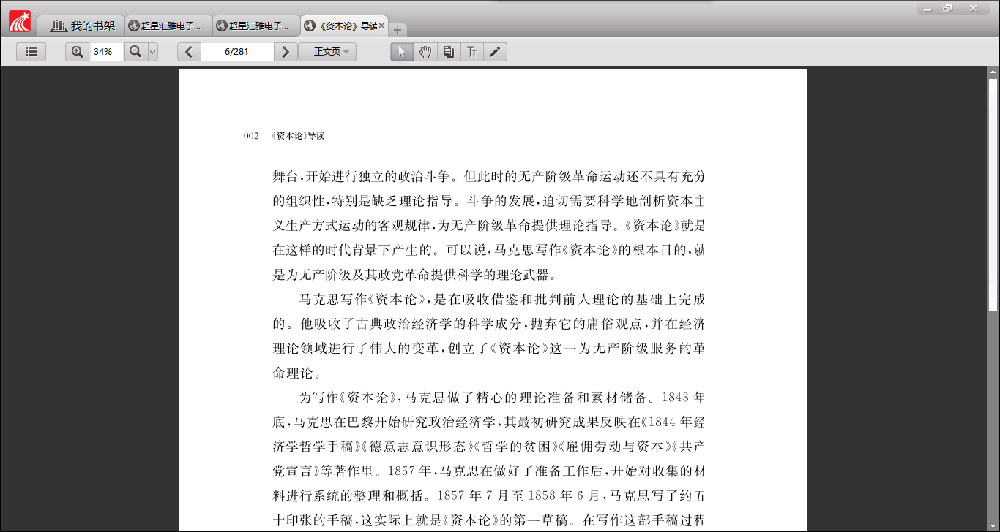 我的书架
超星汇雅电子...
超星汇雅电子...
《资本论》导读
34%
6/281
正文页
002 《资本论》导读
舞台，开始进行独立的政治斗争。但此时的无产阶级革命运动还不具有充分
的组织性，特别是缺乏理论指导。斗争的发展，迫切需要科学地剖析资本主
义生产方式运动的客观规律，为无产阶级革命提供理论指导。《资本论》就是
在这样的时代背景下产生的。可以说，马克思写作《资本论》的根本目的，就
是为无产阶级及其政党革命提供科学的理论武器。
马克思写作《资本论》，是在吸收借鉴和批判前人理论的基础上完成
的。他吸收了古典政治经济学的科学成分，抛弃它的庸俗观点，并在经济
理论领域进行了伟大的变革，创立了《资本论》这一为无产阶级服务的革
命理论。
为写作《资本论》，马克思做了精心的理论准备和素材储备。1843 年
底，马克思在巴黎开始研究政治经济学，其最初研究成果反映在《1844 年经
济学哲学手稿》《德意志意识形态》《哲学的贫困》《雇佣劳动与资本》《共产
党宣言》等著作里。1857 年，马克思在做好了准备工作后，开始对收集的材
料进行系统的整理和概括。1857 年 7 月至 1858 年 6 月，马克思写了约五
十印张的手稿，这实际上就是《资本论》的第一草稿。在写作这部手稿过程